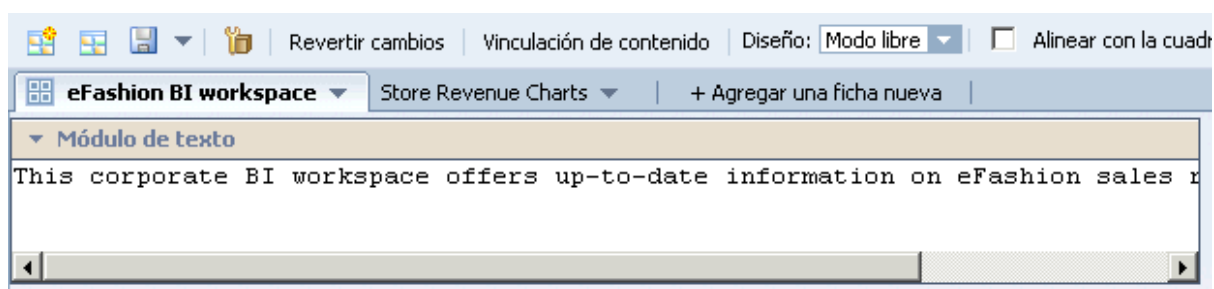 Revertir cambios Vinculación de contenido Diseño: Modo libre Alinear con la
eFashion BI workspace Store Revenue Charts + Agregar una ficha nueva
Módulo de texto
This corporate BI workspace offers up-to-date information on eFashion sales